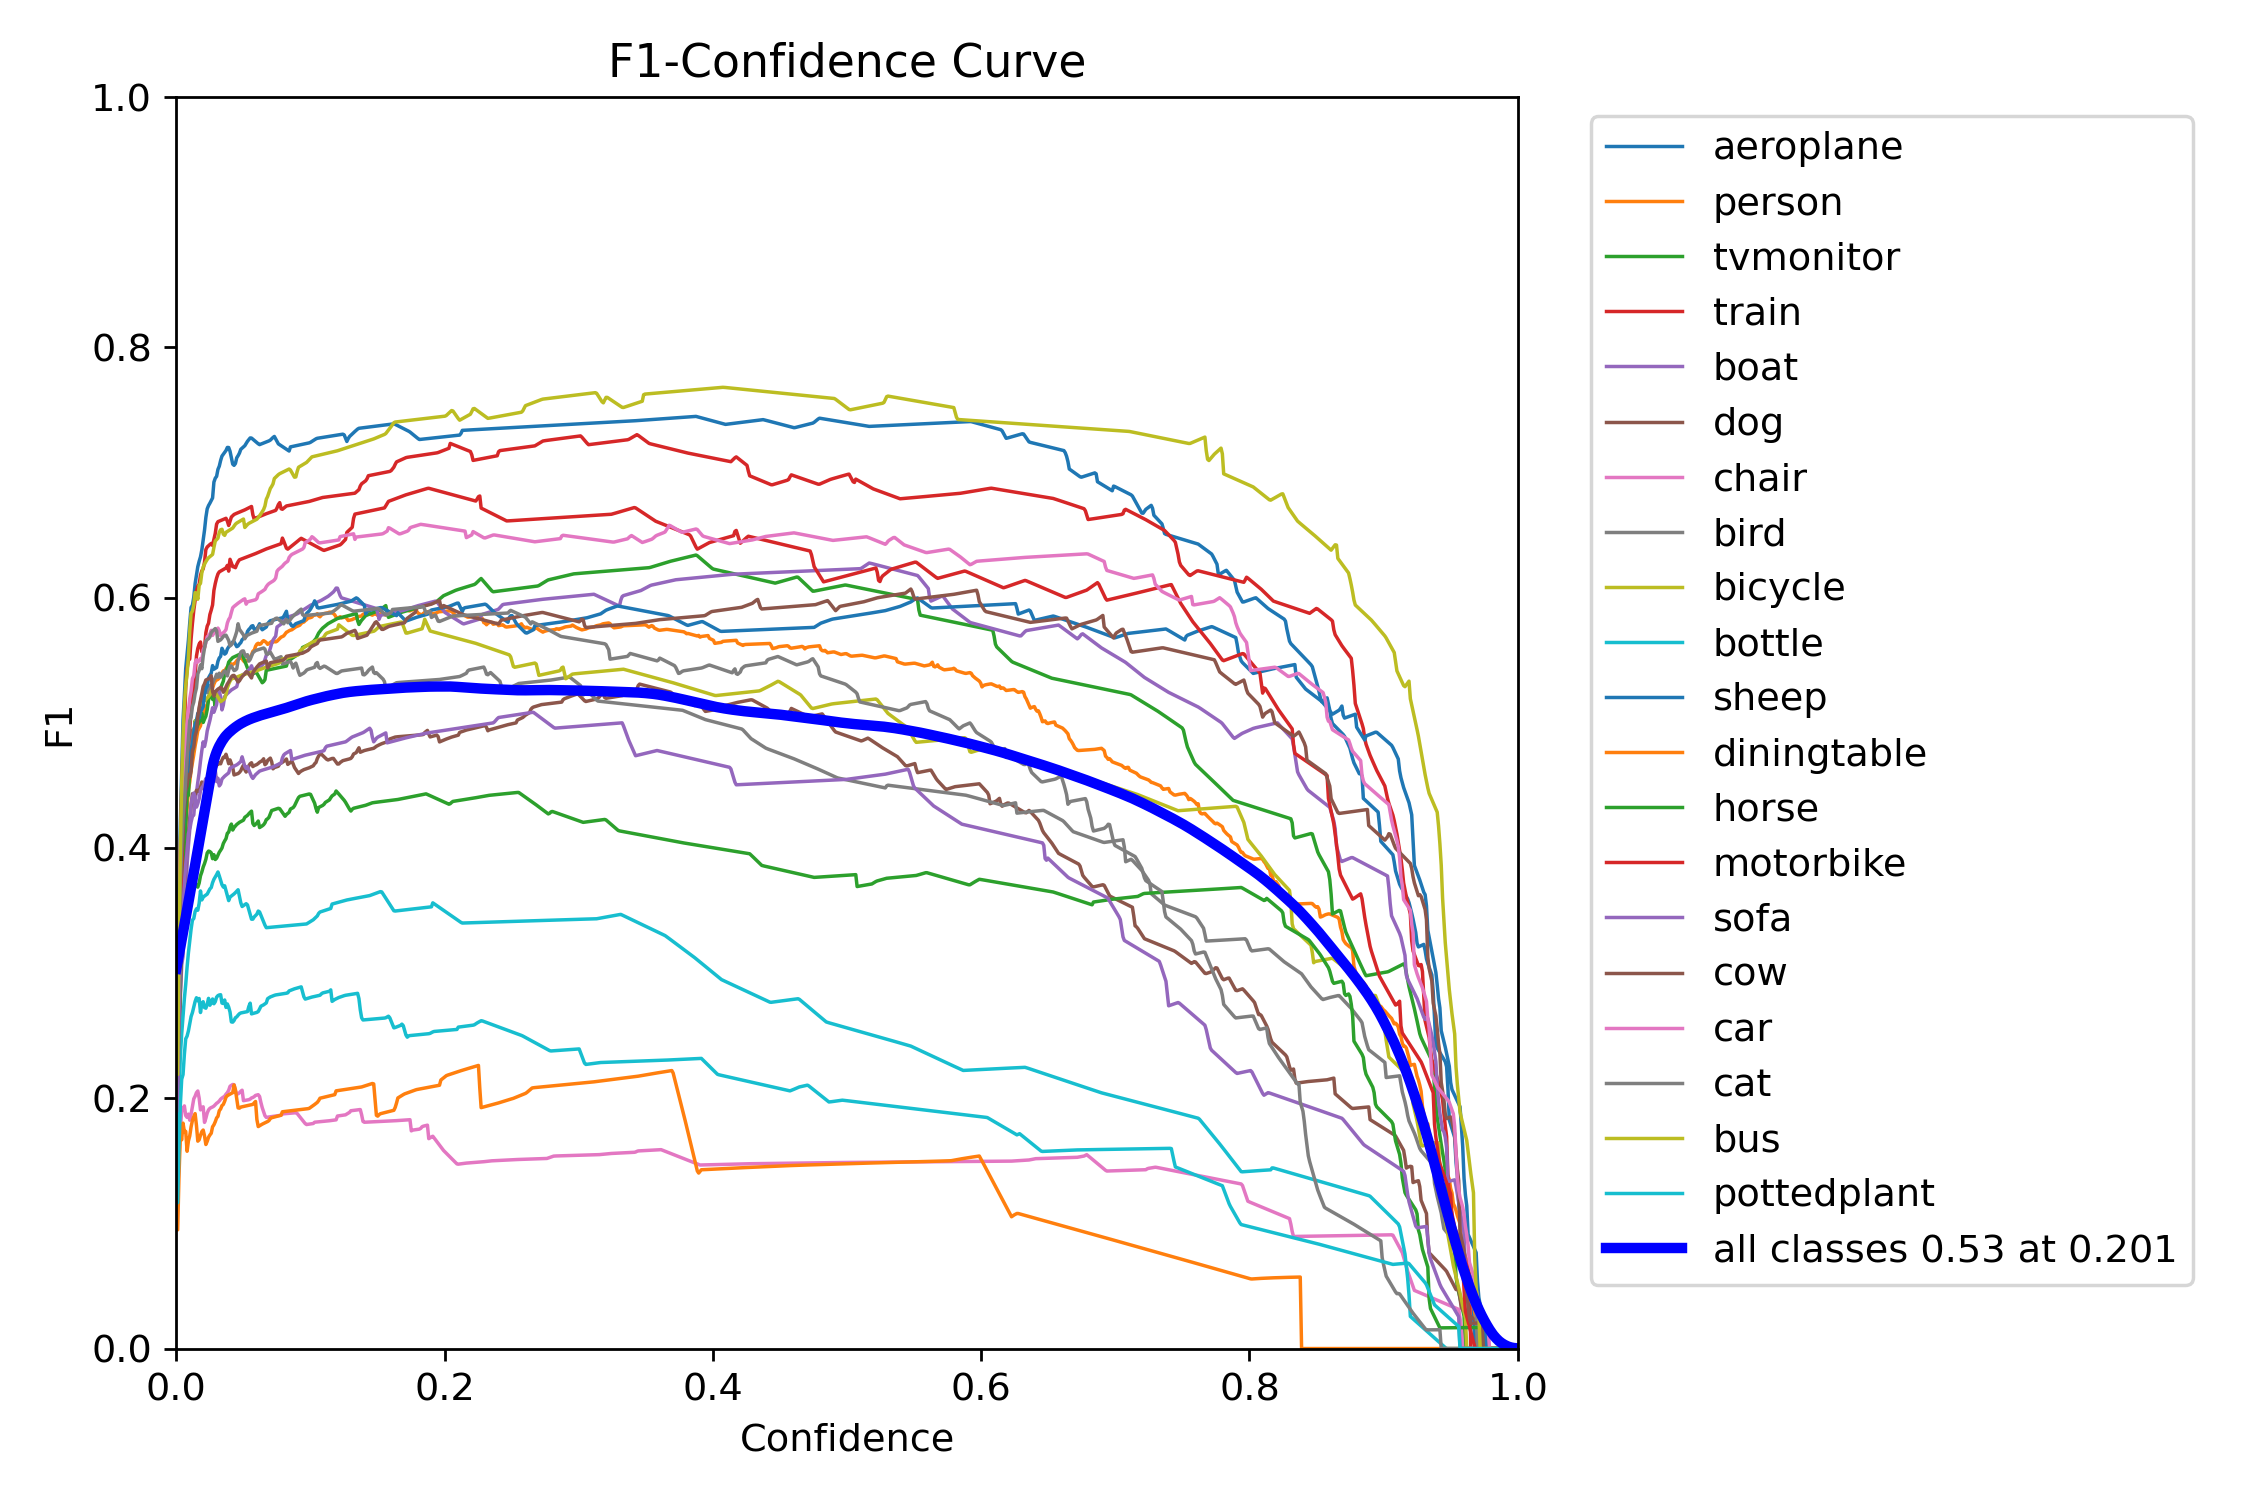 F1-Confidence Curve
1.0
0.8
0.6
0.4
0.2
0.0
F1
0.0 0.2 0.4 0.6 0.8 1.0
Confidence
aeroplane
person
tvmonitor
train
boat
dog
chair
bird
bicycle
bottle
sheep
diningtable
horse
motorbike
sofa
cow
car
cat
bus
pottedplant
all classes 0.53 at 0.201